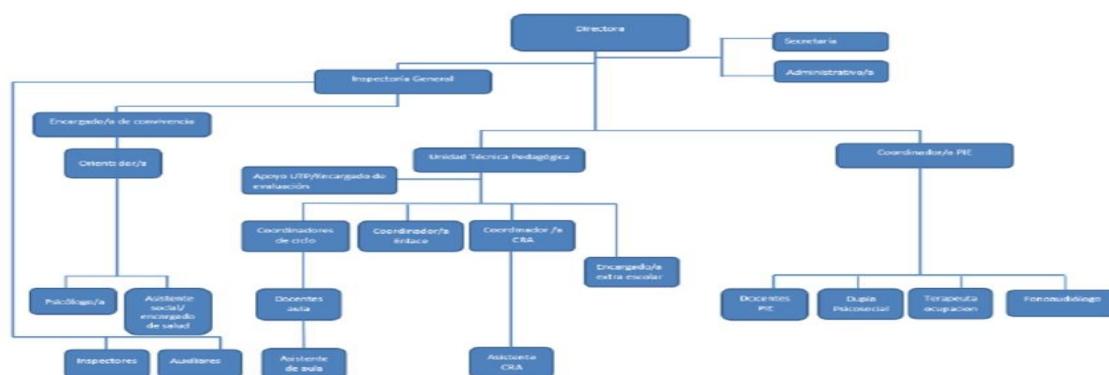 Directora
Secretaria
Administrativo/a
Inspectoría General
Encargado/a de convivencia
Orientador/a
Unidad Técnica Pedagógica
Coordinador/a PIE
Apoyo UTP/Encargado de
evaluación
Coordinadores
de ciclo
Coordinador/a
Enlace
Coordinador /a
CRA
Encargado/a
extra escolar
Psicólogo/a
Asistente
social/
encargado
de salud
Docentes
aula
Docentes
PIE
Dupla
Psicosocial
Terapeuta
ocupacion
Fonoaudiólogo
Inspectores
Auxiliares
Asistente
de aula
Asistente
CRA